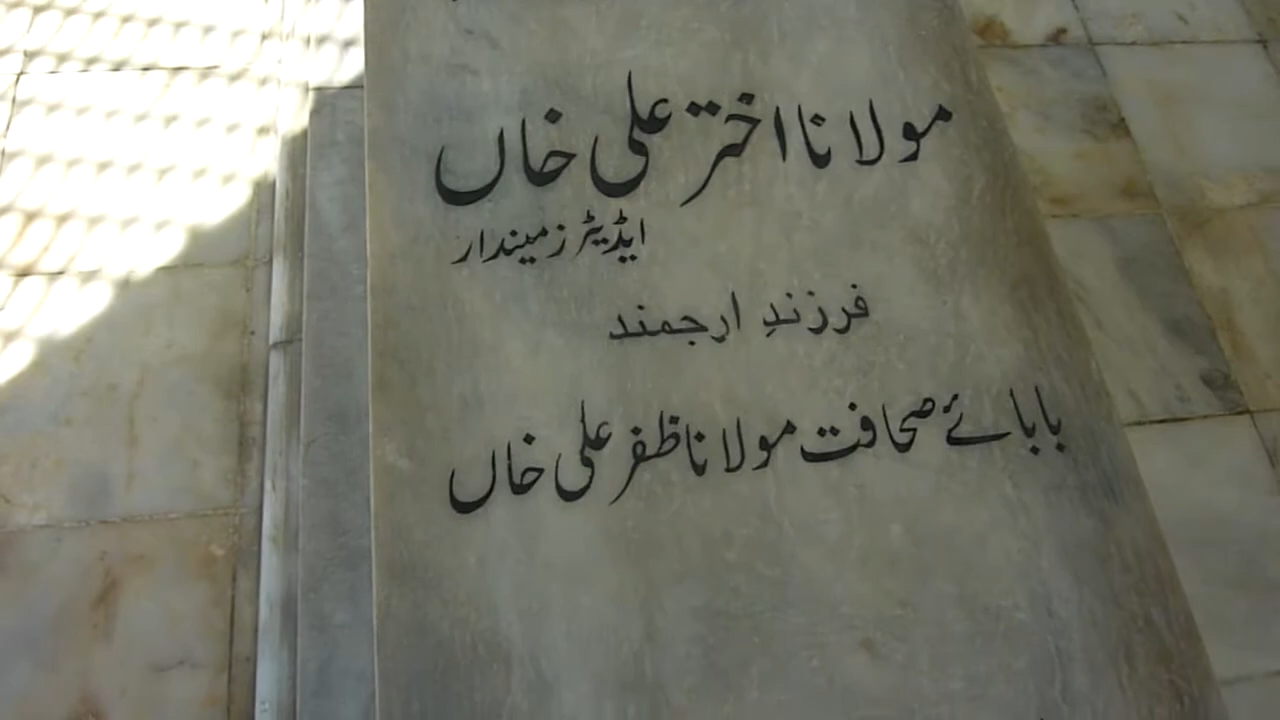 مولانا اختر علی خاں
ایڈیٹر زمیندار
فرزندِ ارجمند
بابائے صحافت مولانا ظفر علی خاں